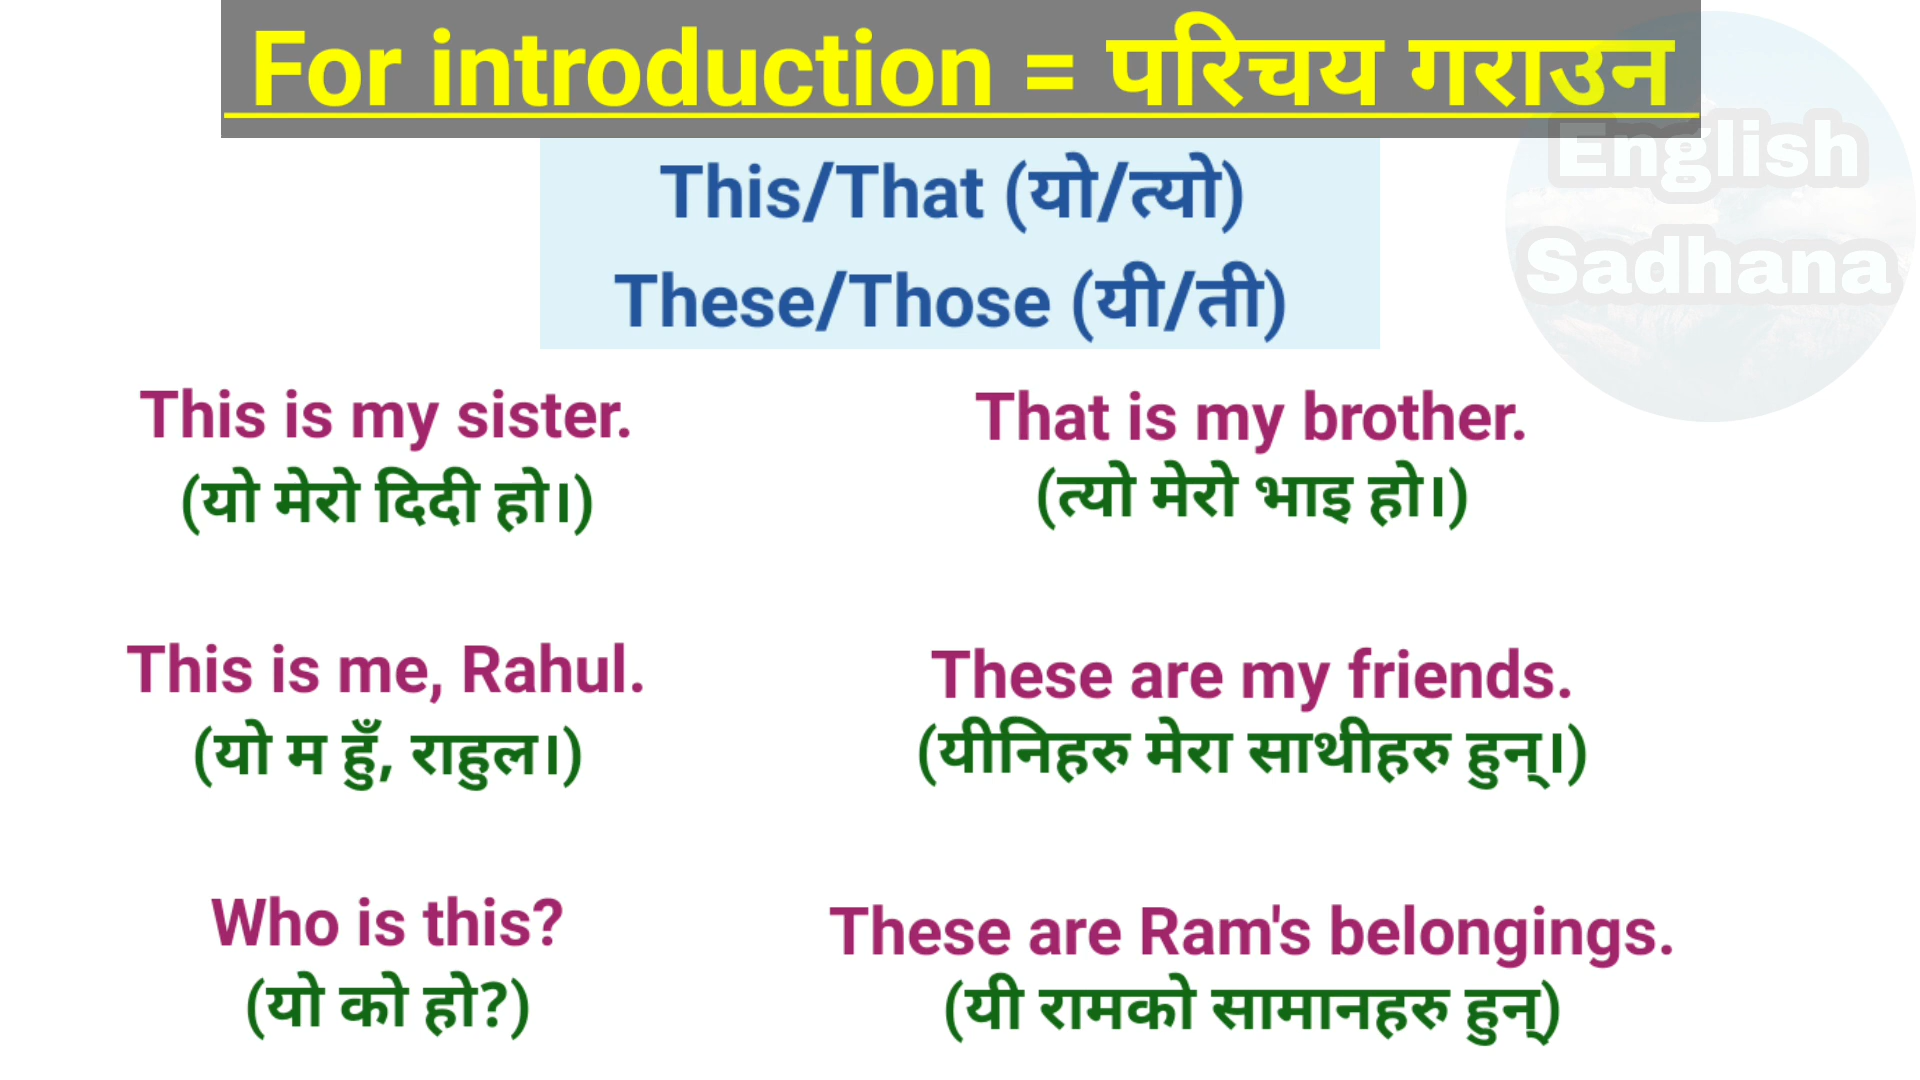 For introduction = परिचय गराउन
English
Sadhana
This/That (यो/त्यो)
These/Those (यी/ती)
This is my sister.
(यो मेरो दिदी हो।)
That is my brother.
(त्यो मेरो भाइ हो।)
This is me, Rahul.
(यो म हुँ, राहुल।)
These are my friends.
(यीनिहरु मेरा साथीहरु हुन्।)
Who is this?
(यो को हो?)
These are Ram's belongings.
(यी रामको सामानहरु हुन्)